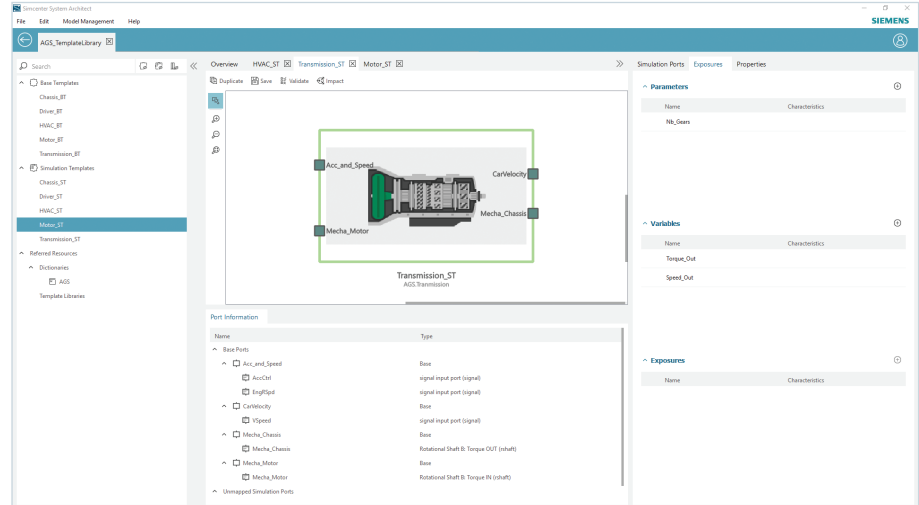 Simcenter System Architect
File Edit Model Management Help
SIEMENS
AGS_TemplateLibrary
Search
Base Templates
Chassis_BT
Driver_BT
HVAC_BT
Motor_BT
Transmission_BT
Simulation Templates
Chassis_ST
Driver_ST
HVAC_ST
Motor_ST
Transmission_ST
Referred Resources
Dictionaries
AGS
Template Libraries
Overview HVAC_ST Transmission_ST Motor_ST
Duplicate Save Validate Impact
Acc_and_Speed
CarVelocity
Mecha_Chassis
Mecha_Motor
Transmission_ST
AGS.Tranmission
Port Information
Name Type
Base Ports
Acc_and_Speed Base
AccCtrl signal input port (signal)
EngRSpd signal input port (signal)
CarVelocity Base
VSpeed signal input port (signal)
Mecha_Chassis Base
Mecha_Chassis Rotational Shaft B: Torque OUT (rshaft)
Mecha_Motor Base
Mecha_Motor Rotational Shaft B: Torque IN (rshaft)
Unmapped Simulation Ports
Simulation Ports Exposures Properties
Parameters
Name Characteristics
Nb_Gears
Variables
Name Characteristics
Torque_Out
Speed_Out
Exposures
Name Characteristics